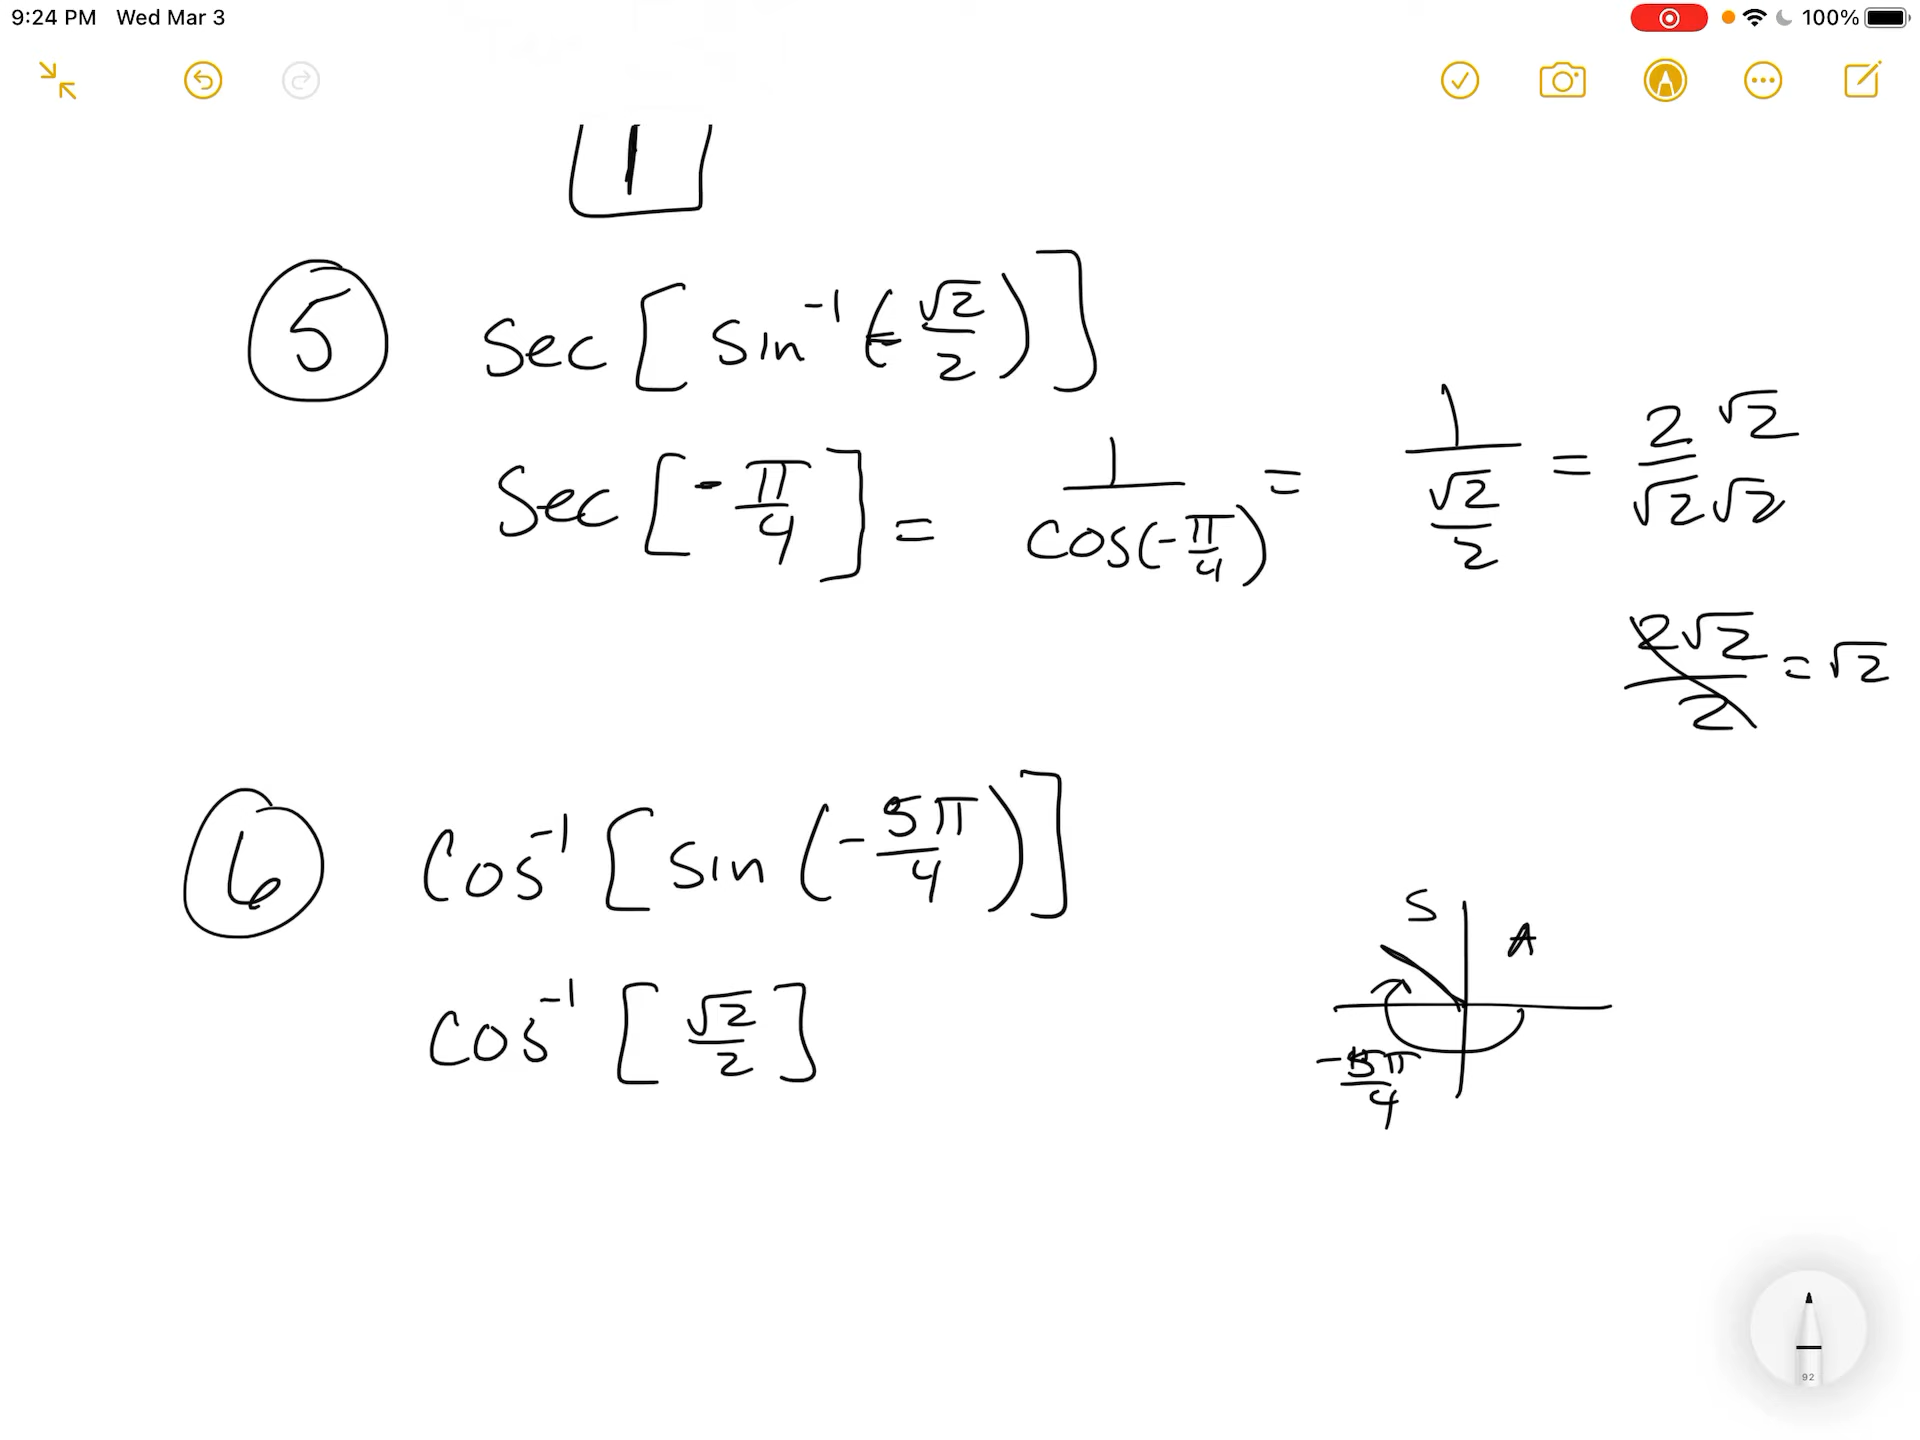 9:24 PM Wed Mar 3 100%
1
5 sec[sin⁻¹(-√2/2)]
sec[-π/4] = 1/cos(-π/4) = 1/(√2/2) = 2√2/√2√2
2√2/2 = √2
6 cos⁻¹[sin(-5π/4)]
S
A
cos⁻¹[√2/2]
-5π/4
92